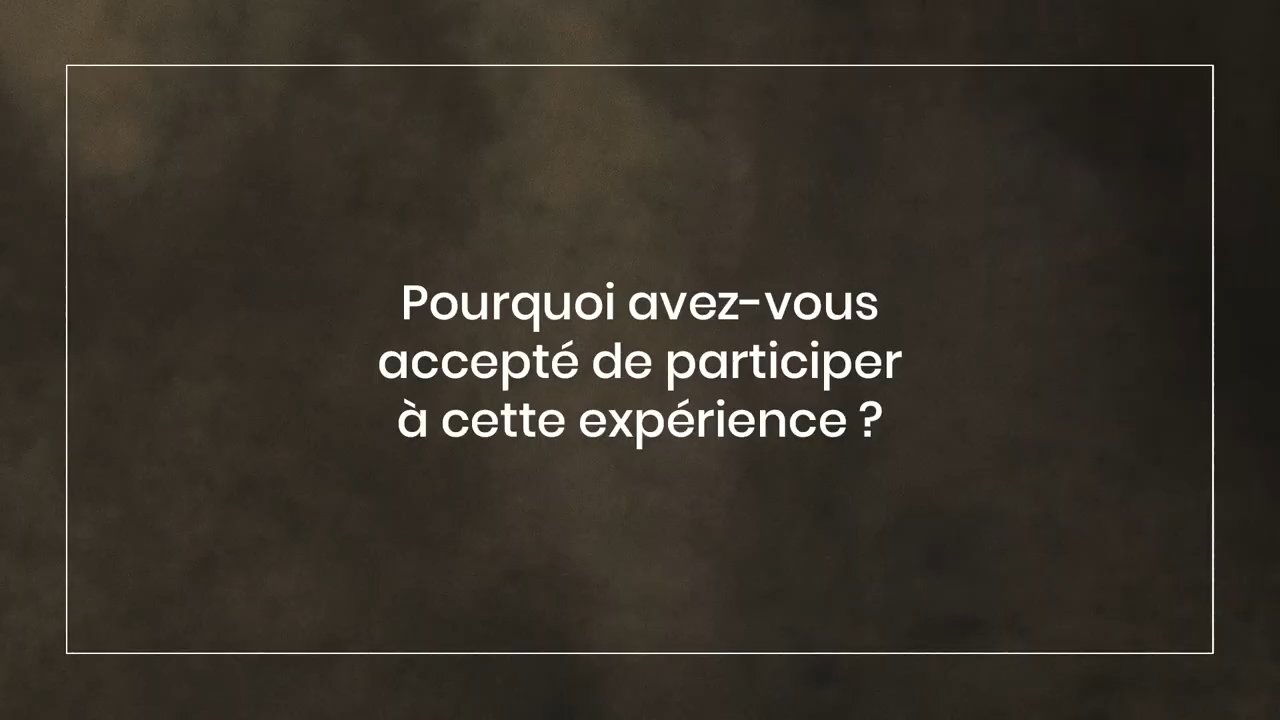 Pourquoi avez-vous
accepté de participer
à cette expérience ?